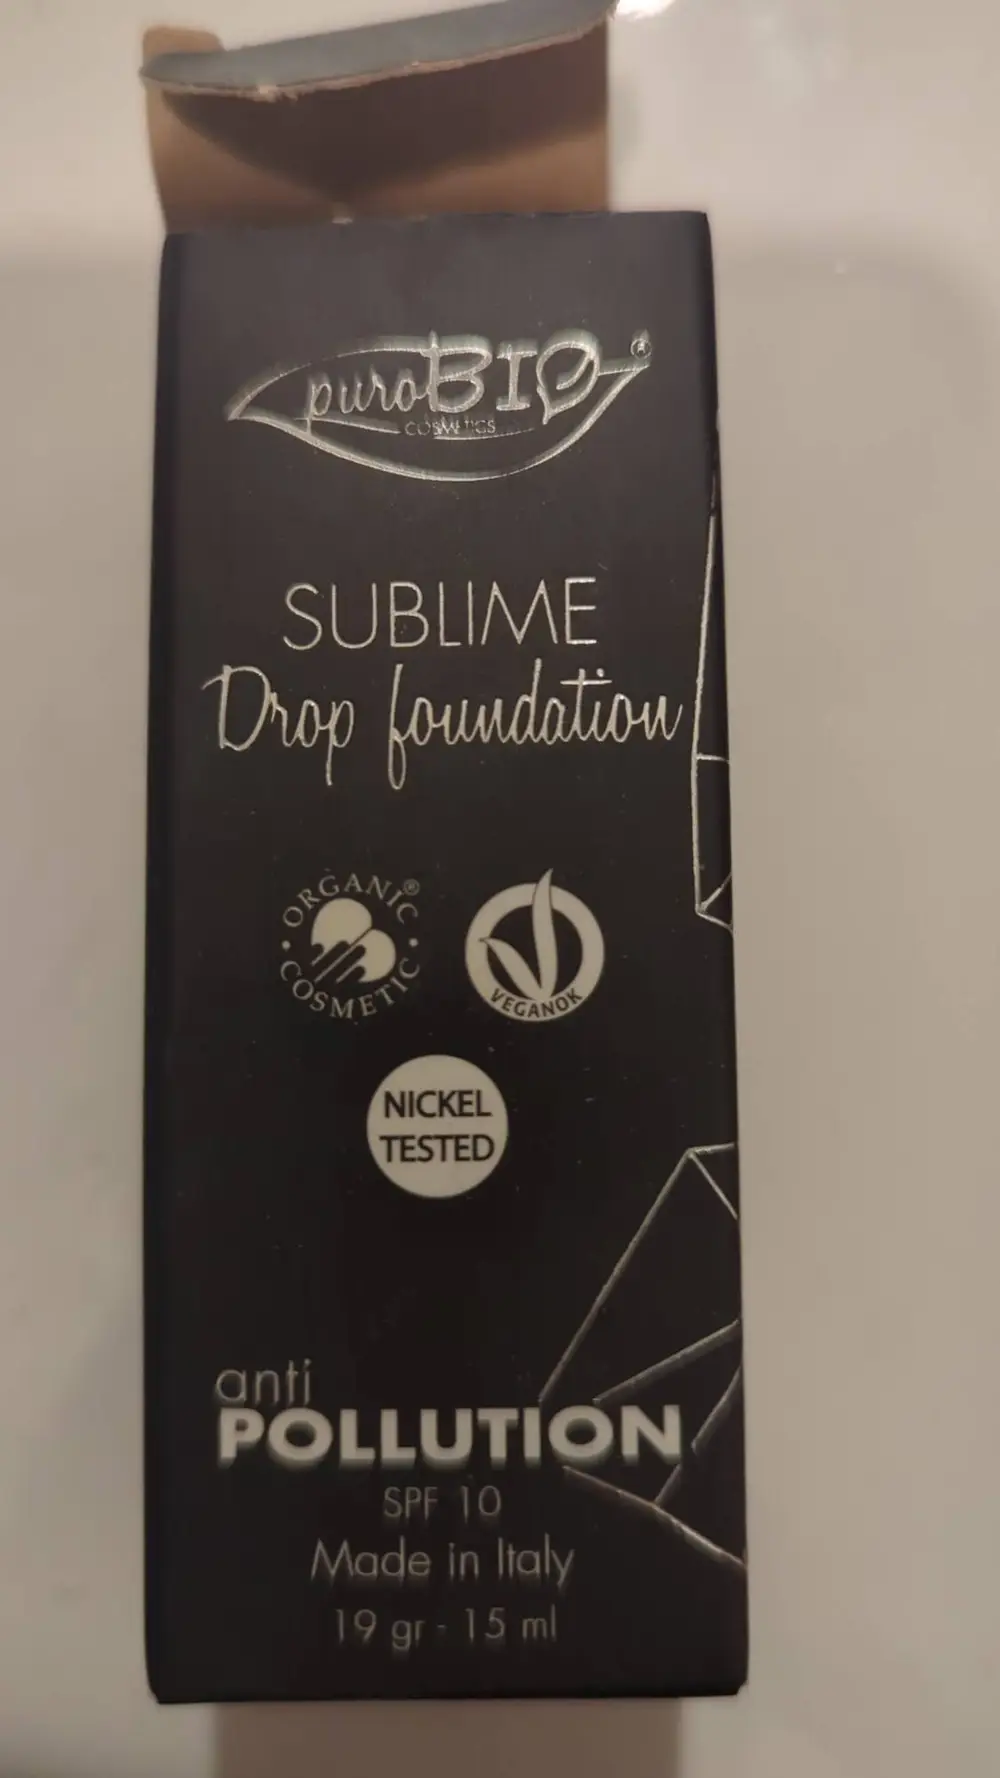 puroBIO®
COSMETICS
SUBLIME
Drop foundation
ORGANIC®
COSMETIC
VEGANOK
NICKEL
TESTED
anti
POLLUTION
SPF 10
Made in Italy
19 gr - 15 ml